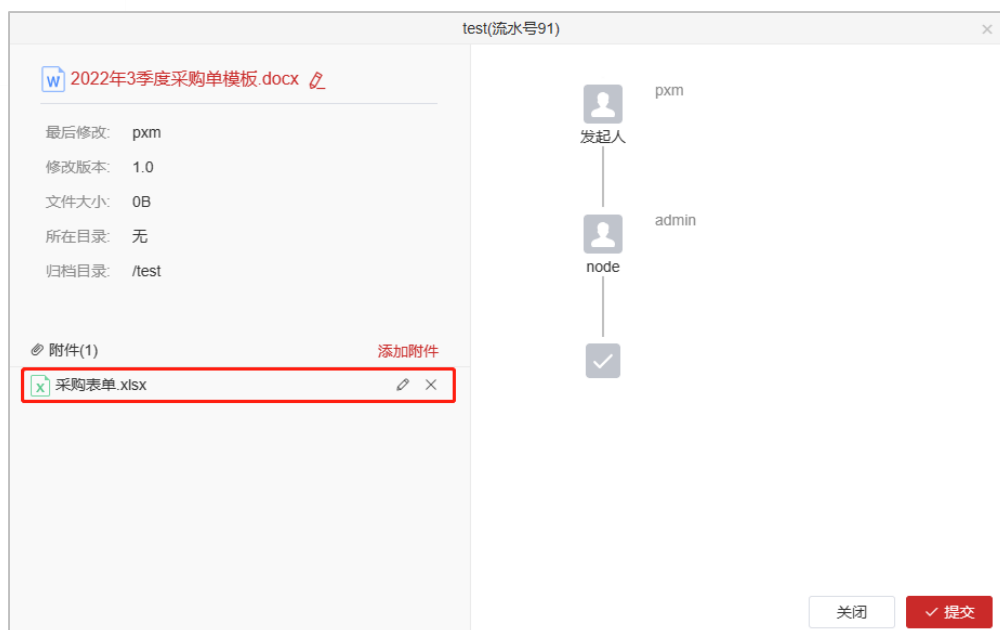 test(流水号91)
2022年3季度采购单模板.docx
最后修改: pxm
修改版本: 1.0
文件大小: 0B
所在目录: 无
归档目录: /test
附件(1) 添加附件
采购表单.xlsx
pxm
发起人
admin
node
关闭 提交